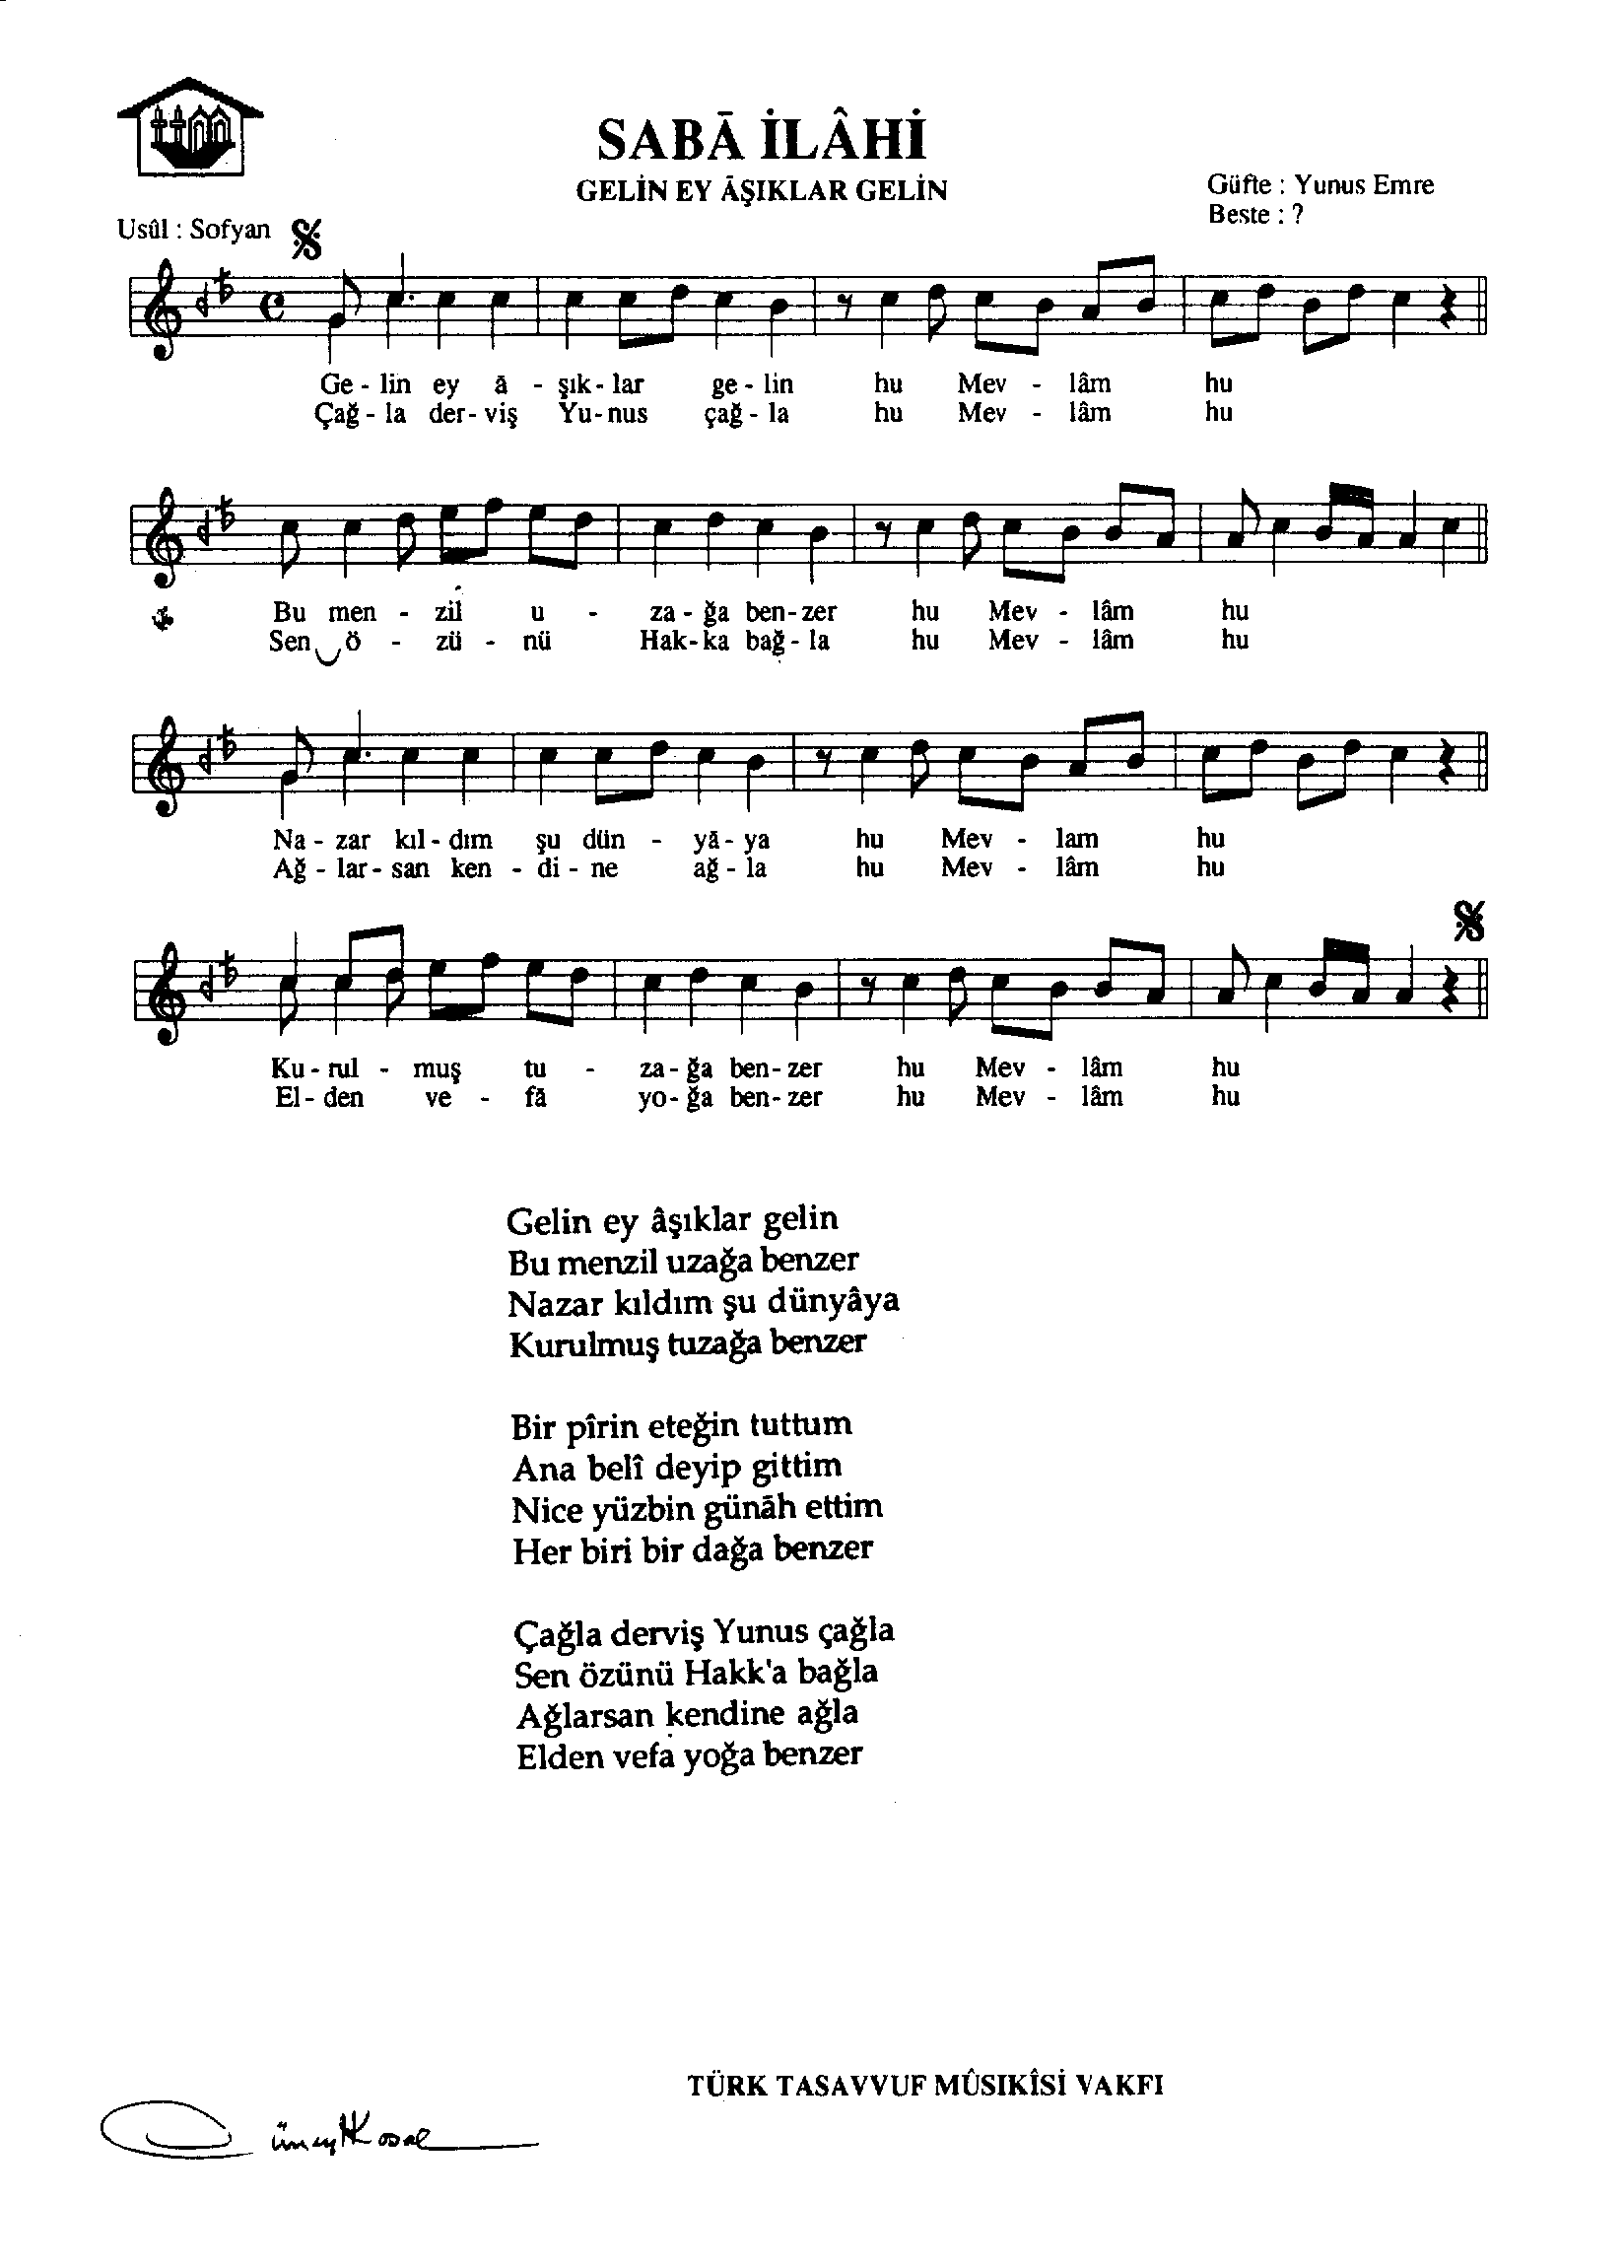 SABĀ İLÂHİ
GELİN EY ĀŞIKLAR GELİN
Güfte : Yunus Emre
Beste : ?
Usûl : Sofyan
Ge - lin ey ā - şık - lar ge - lin hu Mev - lâm hu
Çağ - la der - viş Yu - nus çağ - la hu Mev - lâm hu
Bu men - zil u - za - ğa ben - zer hu Mev - lâm hu
Sen ö - zü - nü Hak - ka bağ - la hu Mev - lâm hu
Na - zar kıl - dım şu dün - yā - ya hu Mev - lam hu
Ağ - lar - san ken - di - ne ağ - la hu Mev - lâm hu
Ku - rul - muş tu - za - ğa ben - zer hu Mev - lâm hu
El - den ve - fā yo - ğa ben - zer hu Mev - lâm hu
Gelin ey âşıklar gelin
Bu menzil uzağa benzer
Nazar kıldım şu dünyâya
Kurulmuş tuzağa benzer
Bir pîrin eteğin tuttum
Ana belî deyip gittim
Nice yüzbin günāh ettim
Her biri bir dağa benzer
Çağla derviş Yunus çağla
Sen özünü Hakk'a bağla
Ağlarsan kendine ağla
Elden vefa yoğa benzer
TÜRK TASAVVUF MÛSIKÎSİ VAKFI